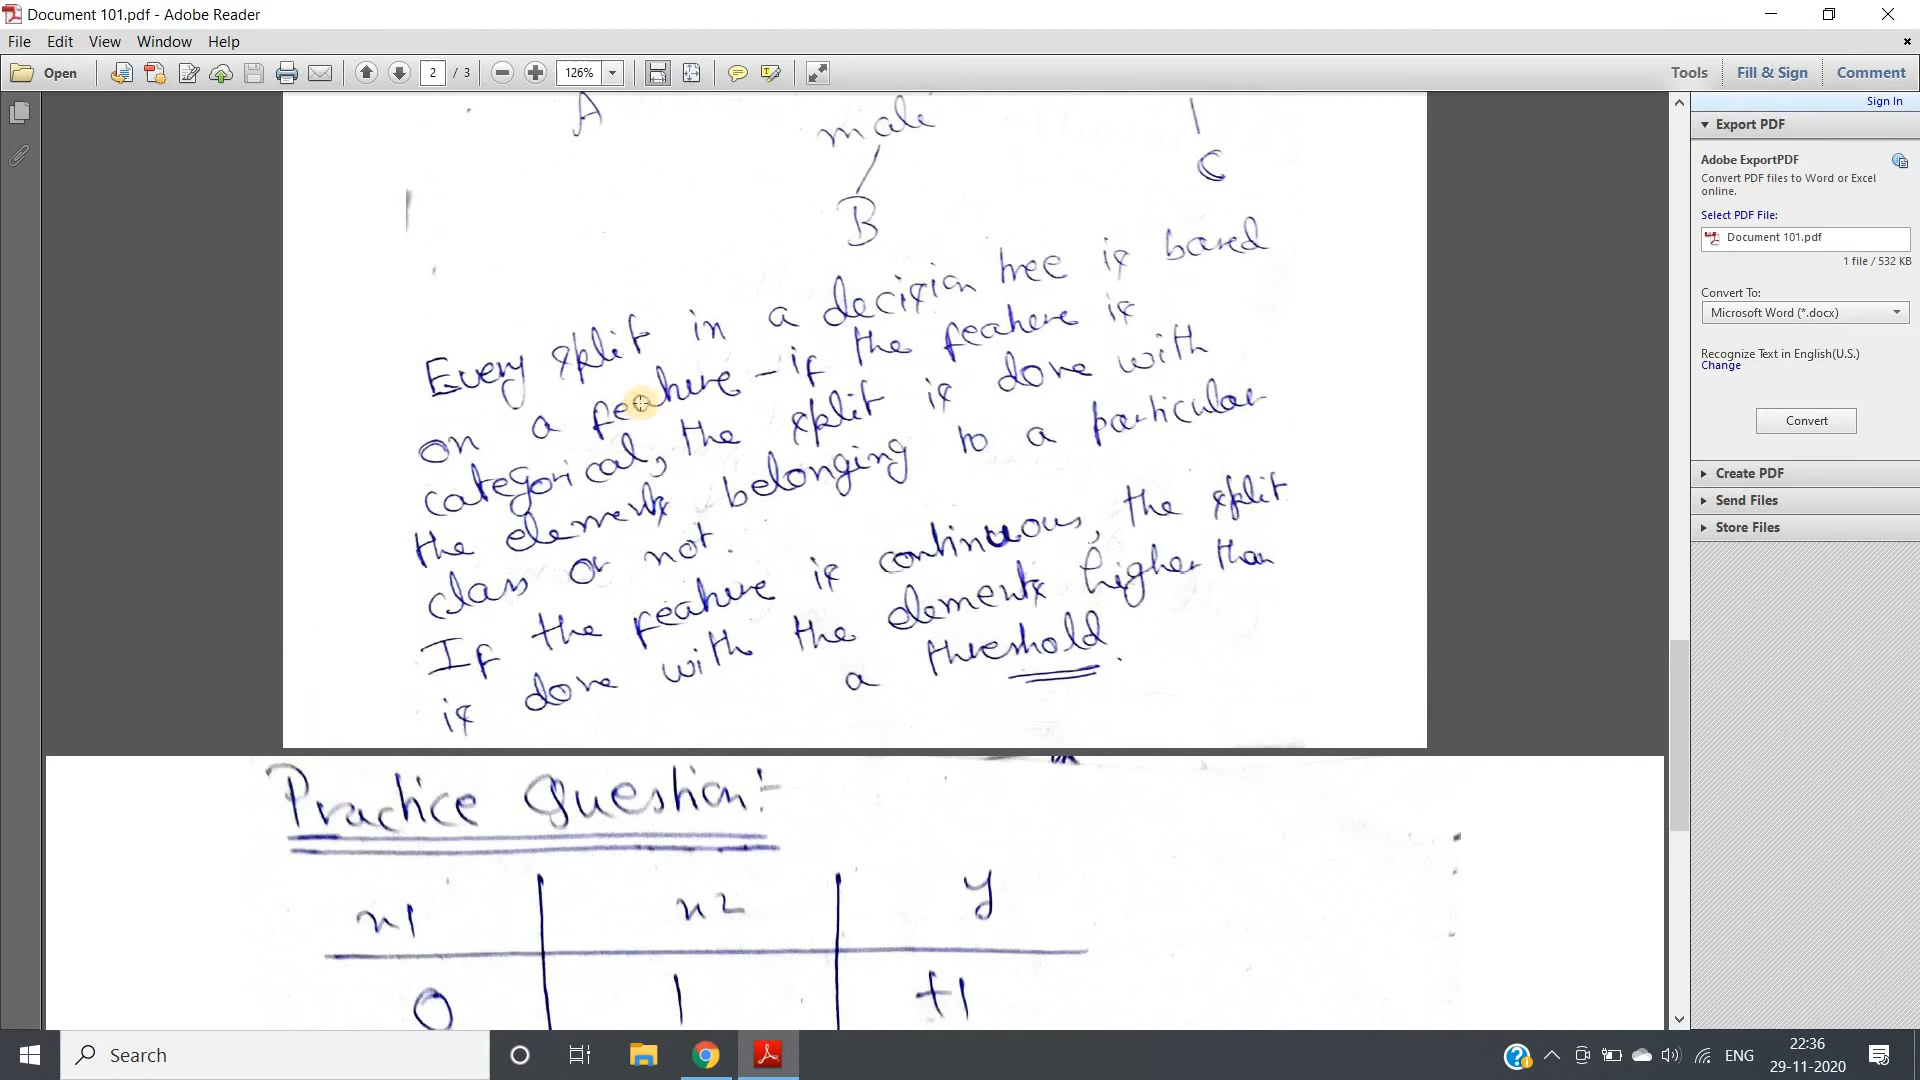 Document 101.pdf - Adobe Reader
File Edit View Window Help
Open 2 / 3 126% Tools Fill & Sign Comment
Sign In
Export PDF
Adobe ExportPDF
Convert PDF files to Word or Excel
online.
Select PDF File:
Document 101.pdf
1 file / 532 KB
Convert To:
Microsoft Word (*.docx)
Recognize Text in English(U.S.)
Change
Convert
Create PDF
Send Files
Store Files
A male C
B
Every split in a decision tree is based
on a feature - if the feature is
categorical, the split is done with
the elements belonging to a particular
class or not.
If the feature is continuous, the split
is done with the elements higher than
a threshold.
Practice Question:-
x1 x2 y
0 1 +1
Search
ENG
22:36
29-11-2020